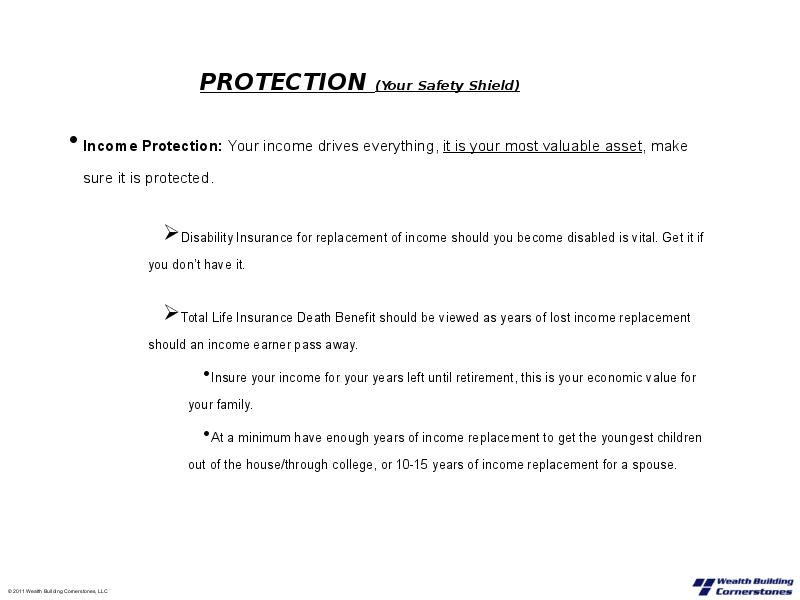 PROTECTION (Your Safety Shield)
• Income Protection: Your income drives everything, it is your most valuable asset, make
sure it is protected.
➢Disability Insurance for replacement of income should you become disabled is vital. Get it if
you don't have it.
➢Total Life Insurance Death Benefit should be viewed as years of lost income replacement
should an income earner pass away.
•Insure your income for your years left until retirement, this is your economic value for
your family.
•At a minimum have enough years of income replacement to get the youngest children
out of the house/through college, or 10-15 years of income replacement for a spouse.
© 2011 Wealth Building Cornerstones, LLC
Wealth Building
Cornerstones